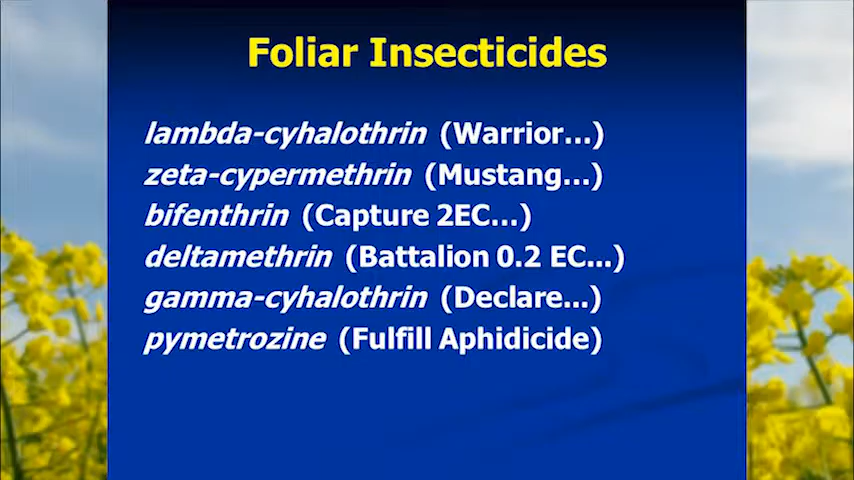 Foliar Insecticides
lambda-cyhalothrin (Warrior…)
zeta-cypermethrin (Mustang…)
bifenthrin (Capture 2EC…)
deltamethrin (Battalion 0.2 EC...)
gamma-cyhalothrin (Declare...)
pymetrozine (Fulfill Aphidicide)